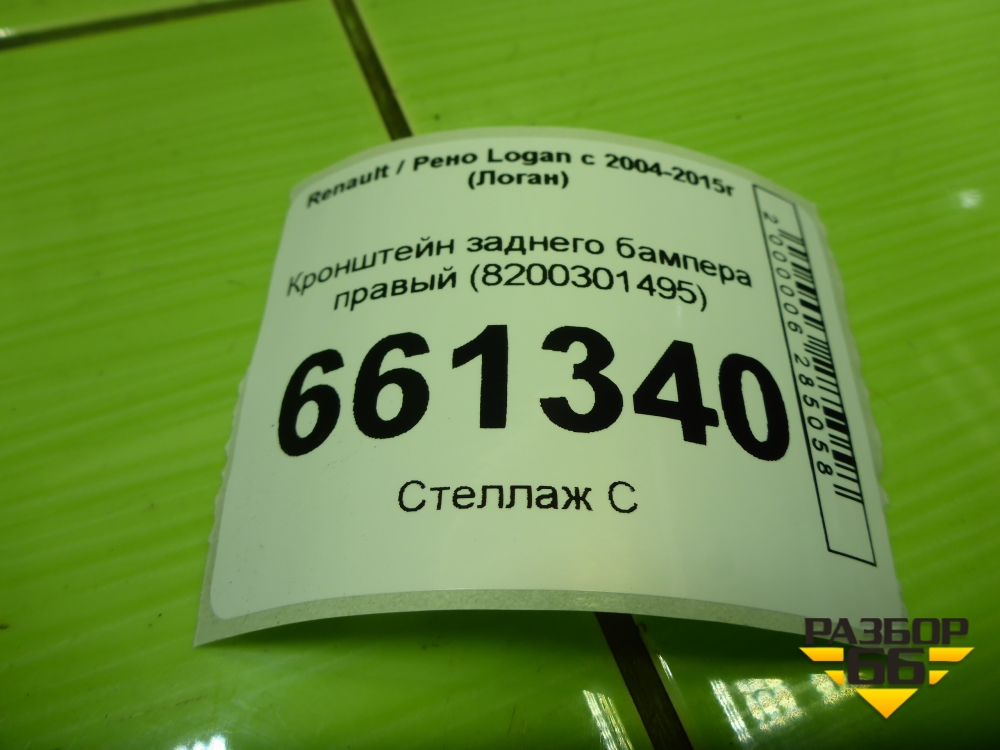 Renault / Рено Logan с 2004-2015г
(Логан)
Кронштейн заднего бампера
правый (8200301495)
661340
Стеллаж С
2000006285058
РАЗБОР
66